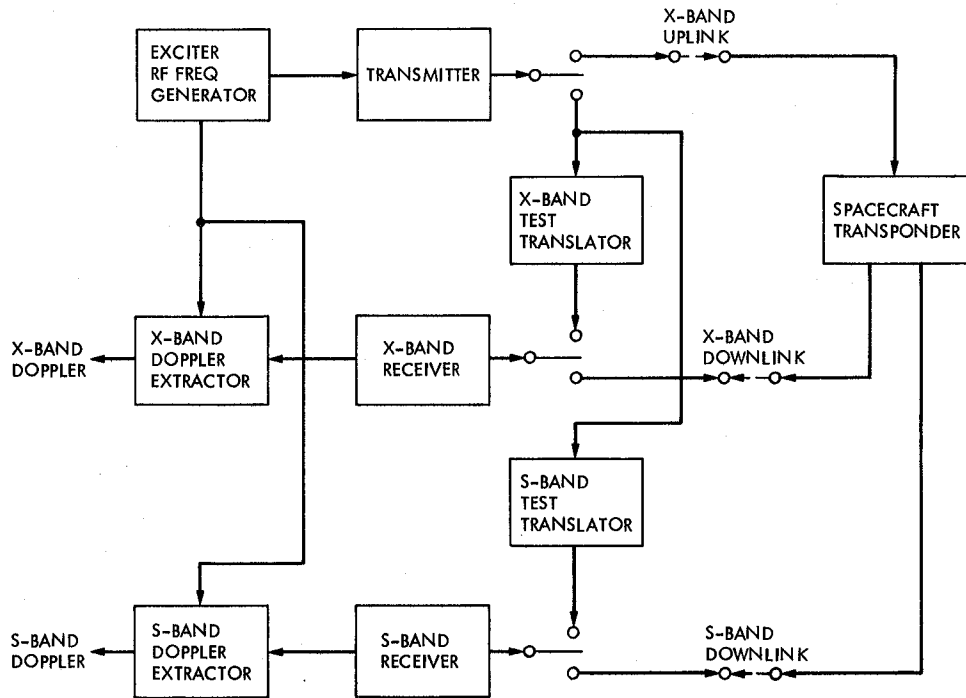 X-BAND
UPLINK
EXCITER
RF FREQ
GENERATOR
TRANSMITTER
X-BAND
TEST
TRANSLATOR
SPACECRAFT
TRANSPONDER
X-BAND
DOPPLER
X-BAND
DOPPLER
EXTRACTOR
X-BAND
RECEIVER
X-BAND
DOWNLINK
S-BAND
TEST
TRANSLATOR
S-BAND
DOPPLER
S-BAND
DOPPLER
EXTRACTOR
S-BAND
RECEIVER
S-BAND
DOWNLINK